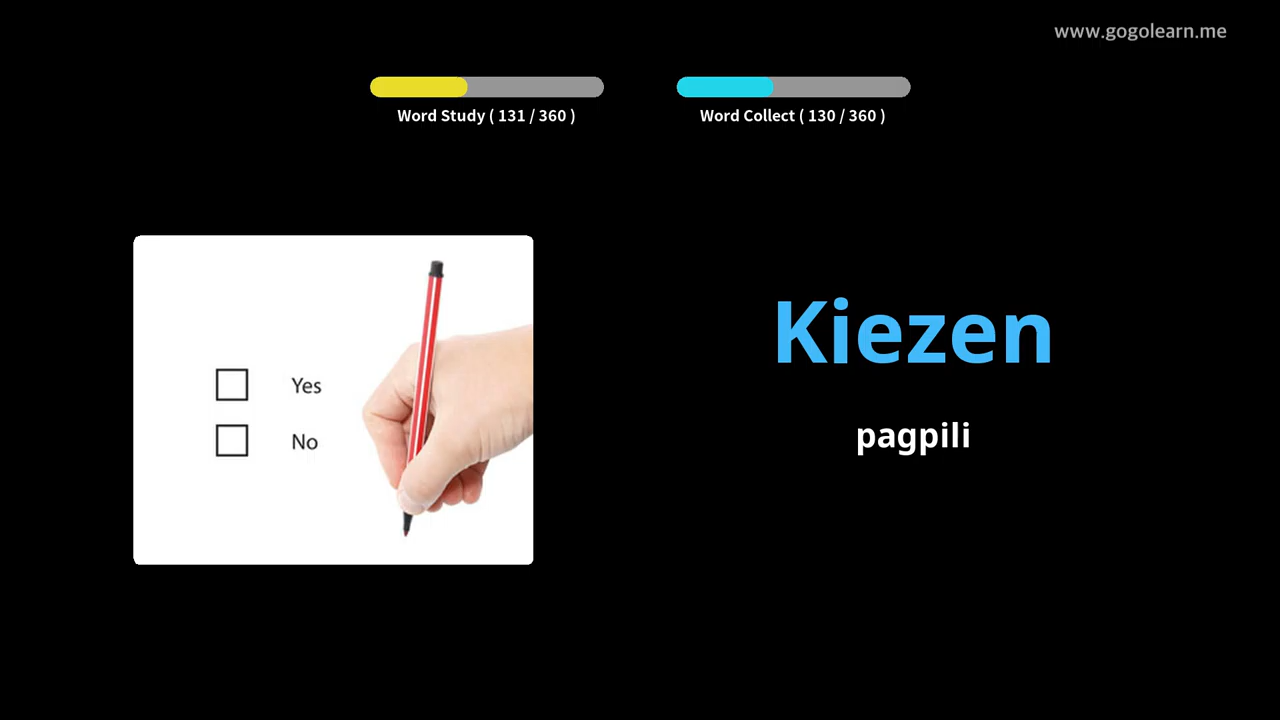 www.gogolearn.me
Word Study ( 131 / 360 )
Word Collect ( 130 / 360 )
Yes
No
Kiezen
pagpili